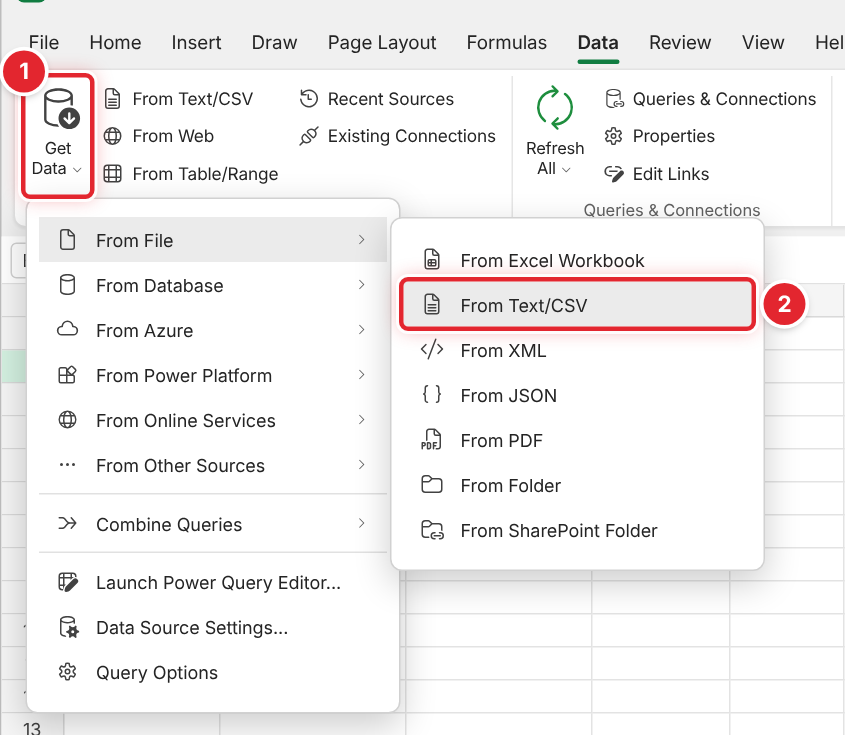 File Home Insert Draw Page Layout Formulas Data Review View Hel
1
Get
Data
From Text/CSV
From Web
From Table/Range
Recent Sources
Existing Connections
Refresh
All
Queries & Connections
Properties
Edit Links
Queries & Connections
From File
From Database
From Azure
From Power Platform
From Online Services
From Other Sources
Combine Queries
Launch Power Query Editor...
Data Source Settings...
Query Options
From Excel Workbook
From Text/CSV
2
From XML
From JSON
PDF
From PDF
From Folder
From SharePoint Folder
13